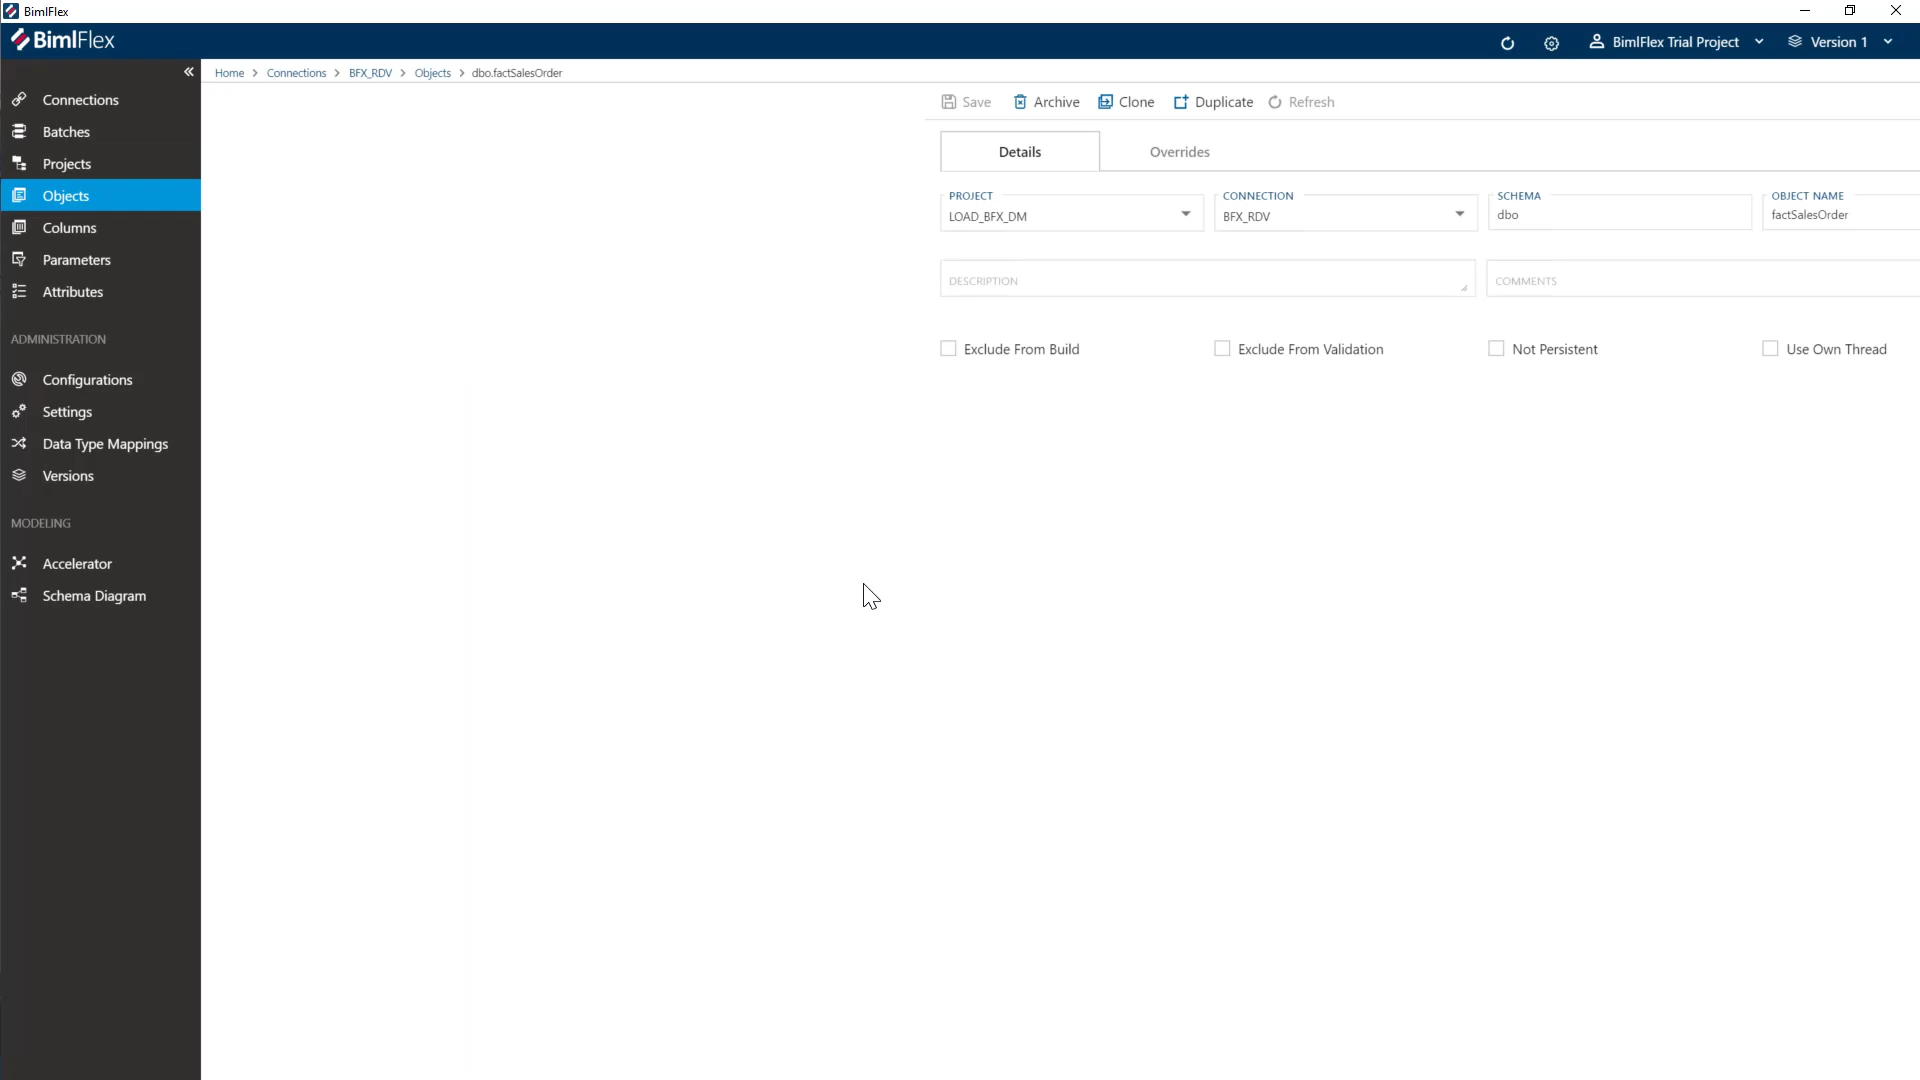 BimlFlex
BimlFlex
BimlFlex Trial Project
Version 1
Home > Connections > BFX_RDV > Objects > dbo.factSalesOrder
Connections
Batches
Projects
Objects
Columns
Parameters
Attributes
ADMINISTRATION
Configurations
Settings
Data Type Mappings
Versions
MODELING
Accelerator
Schema Diagram
Save Archive Clone Duplicate Refresh
Details Overrides
PROJECT CONNECTION SCHEMA OBJECT NAME
LOAD_BFX_DM BFX_RDV dbo factSalesOrder
DESCRIPTION COMMENTS
Exclude From Build Exclude From Validation Not Persistent Use Own Thread